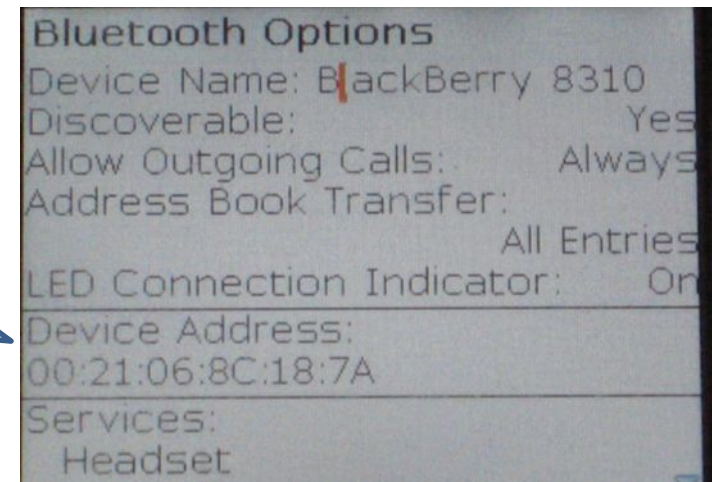 Bluetooth Options
Device Name: BlackBerry 8310
Discoverable: Yes
Allow Outgoing Calls: Always
Address Book Transfer:
All Entries
LED Connection Indicator: On
Device Address:
00:21:06:8C:18:7A
Services:
Headset